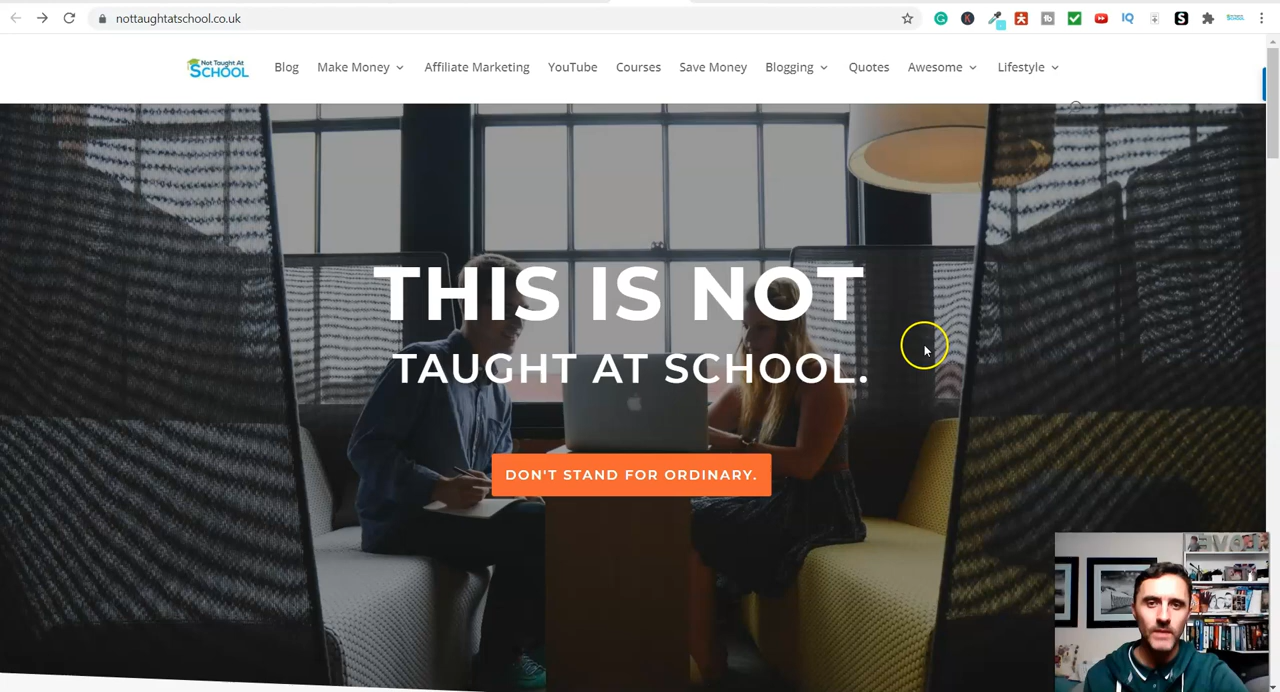 nottaughtatschool.co.uk
Not Taught At
SCHOOL
Blog Make Money Affiliate Marketing YouTube Courses Save Money Blogging Quotes Awesome Lifestyle
THIS IS NOT
TAUGHT AT SCHOOL.
DON'T STAND FOR ORDINARY.